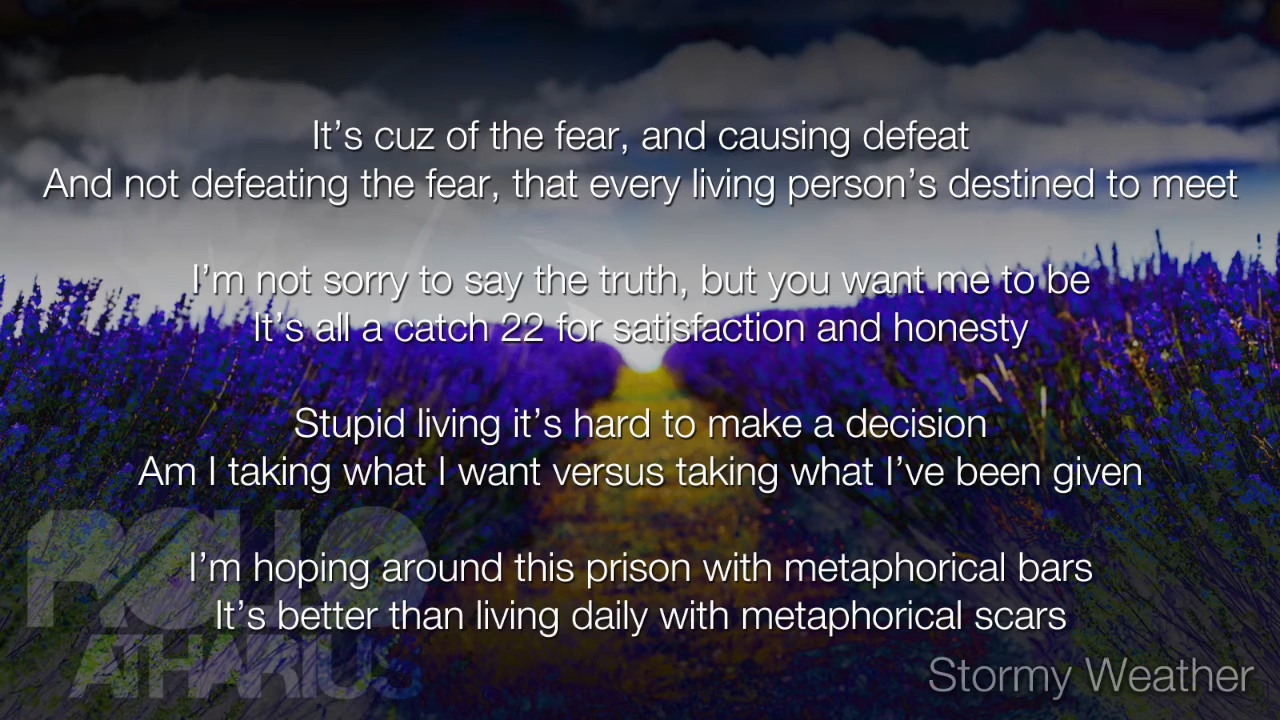 It’s cuz of the fear, and causing defeat
And not defeating the fear, that every living person’s destined to meet
I’m not sorry to say the truth, but you want me to be
It’s all a catch 22 for satisfaction and honesty
Stupid living it’s hard to make a decision
Am I taking what I want versus taking what I’ve been given
I’m hoping around this prison with metaphorical bars
It’s better than living daily with metaphorical scars
ATHARIUS
Stormy Weather